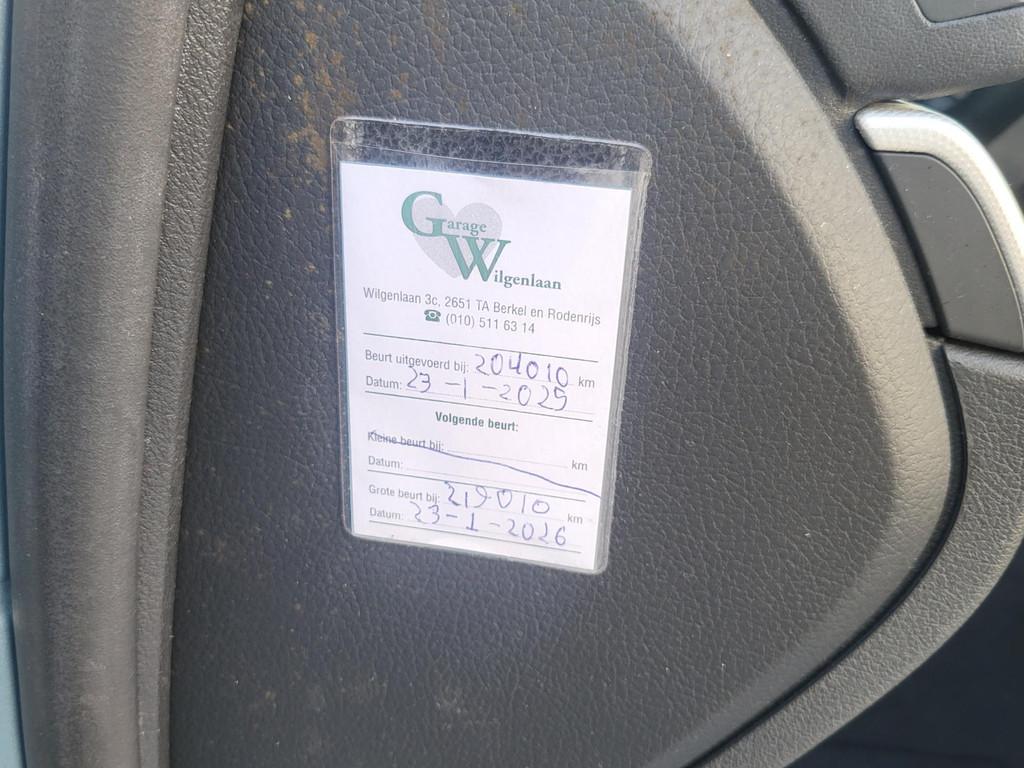 Garage
Wilgenlaan
Wilgenlaan 3c, 2651 TA Berkel en Rodenrijs
☎ (010) 511 63 14
Beurt uitgevoerd bij: 204010 km
Datum: 23-1-2025
Volgende beurt:
Kleine beurt bij: km
Datum:
Grote beurt bij: 219010 km
Datum: 23-1-2026